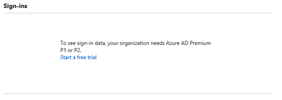 Sign-ins
To see sign-in data, your organization needs Azure AD Premium
P1 or P2.
Start a free trial